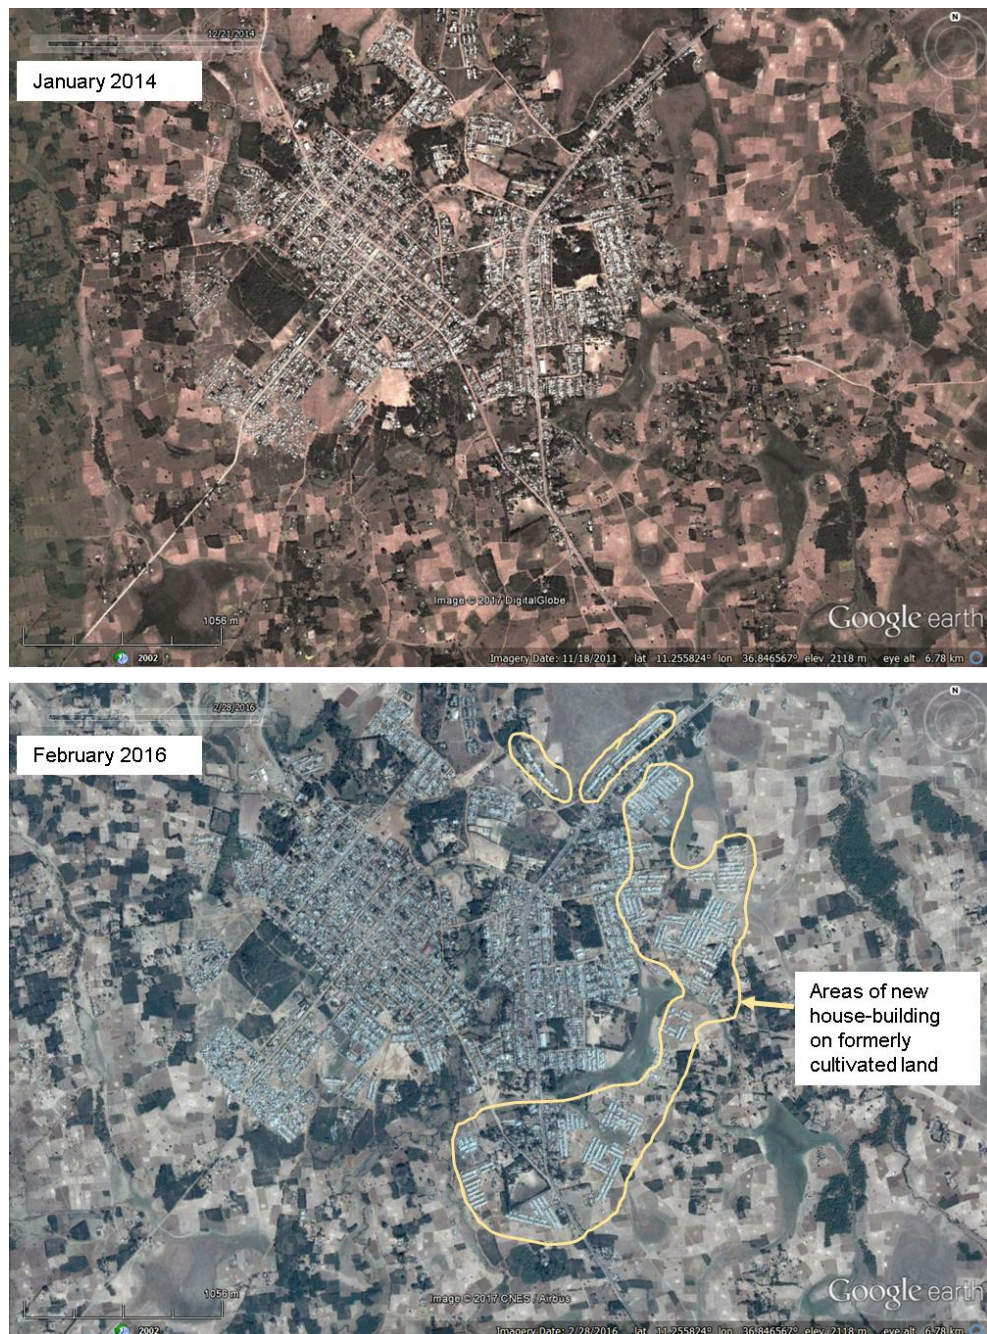 12/21/2014
January 2014
Image © 2017 DigitalGlobe
Google earth
1056 m
2002
Imagery Date: 11/18/2011 lat 11.255824° lon 36.846567° elev 2118 m eye alt 6.78 km
N
2/28/2016
February 2016
N
Areas of new
house-building
on formerly
cultivated land
Image © 2017 CNES / Airbus
Google earth
1056 m
2002
Imagery Date: 2/28/2016 lat 11.255824° lon 36.846567° elev 2118 m eye alt 6.78 km